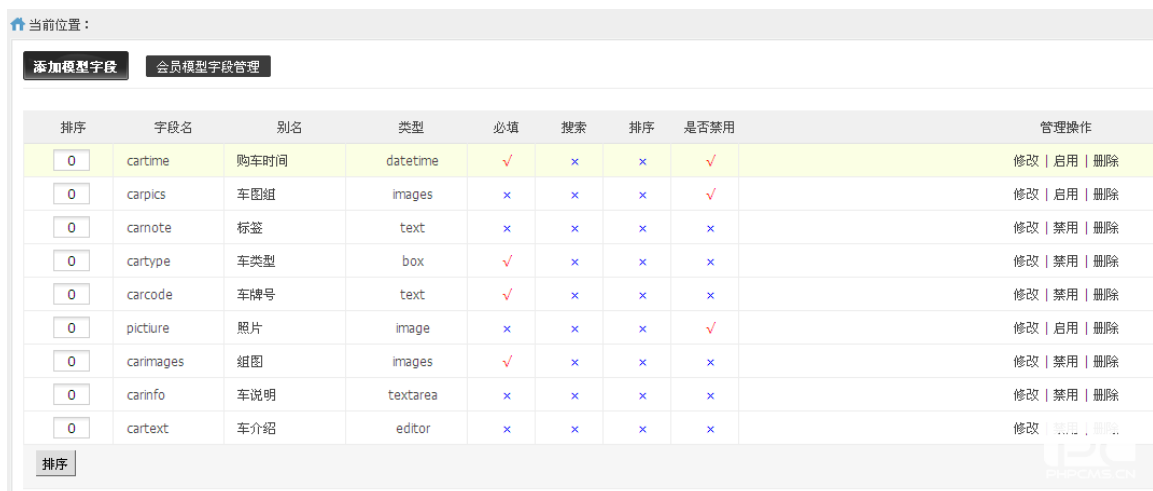 当前位置：
添加模型字段 会员模型字段管理
排序 字段名 别名 类型 必填 搜索 排序 是否禁用 管理操作
0 cartime 购车时间 datetime √ × × √ 修改 | 启用 | 删除
0 carpics 车图组 images × × × √ 修改 | 启用 | 删除
0 carnote 标签 text × × × × 修改 | 禁用 | 删除
0 cartype 车类型 box √ × × × 修改 | 禁用 | 删除
0 carcode 车牌号 text √ × × × 修改 | 禁用 | 删除
0 pictiure 照片 image × × × √ 修改 | 启用 | 删除
0 carimages 组图 images √ × × × 修改 | 禁用 | 删除
0 carinfo 车说明 textarea × × × × 修改 | 禁用 | 删除
0 cartext 车介绍 editor × × × × 修改
排序
PHPCMS.CN